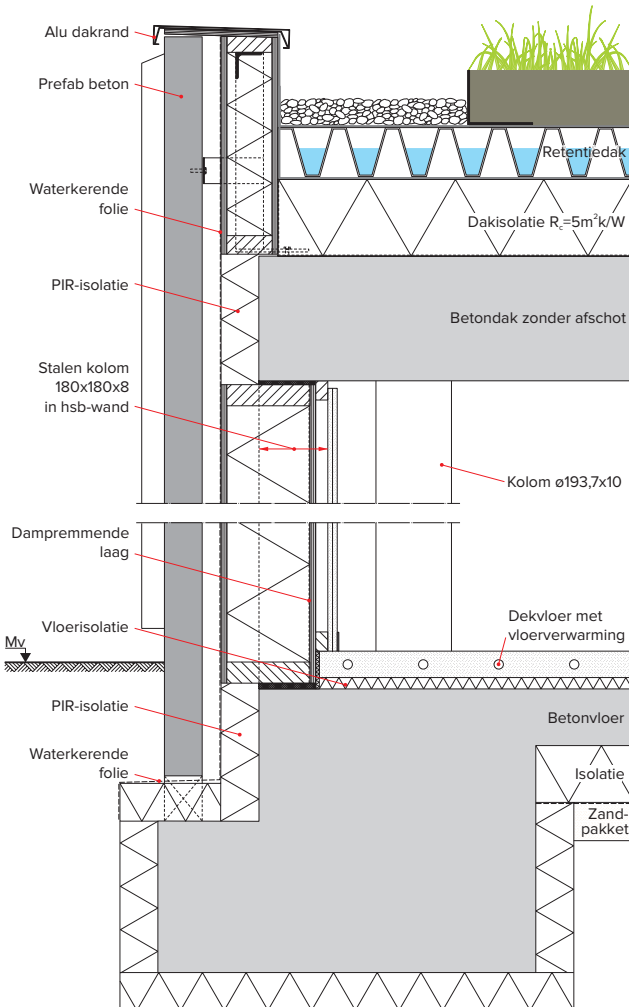 Alu dakrand
Prefab beton
Waterkerende
folie
PIR-isolatie
Stalen kolom
180x180x8
in hsb-wand
Dampremmende
laag
Vloerisolatie
Mv
PIR-isolatie
Waterkerende
folie
Retentiedak
Dakisolatie Rc=5m²k/W
Betondak zonder afschot
Kolom ø193,7x10
Dekvloer met
vloerverwarming
Betonvloer
Isolatie
Zand-
pakket